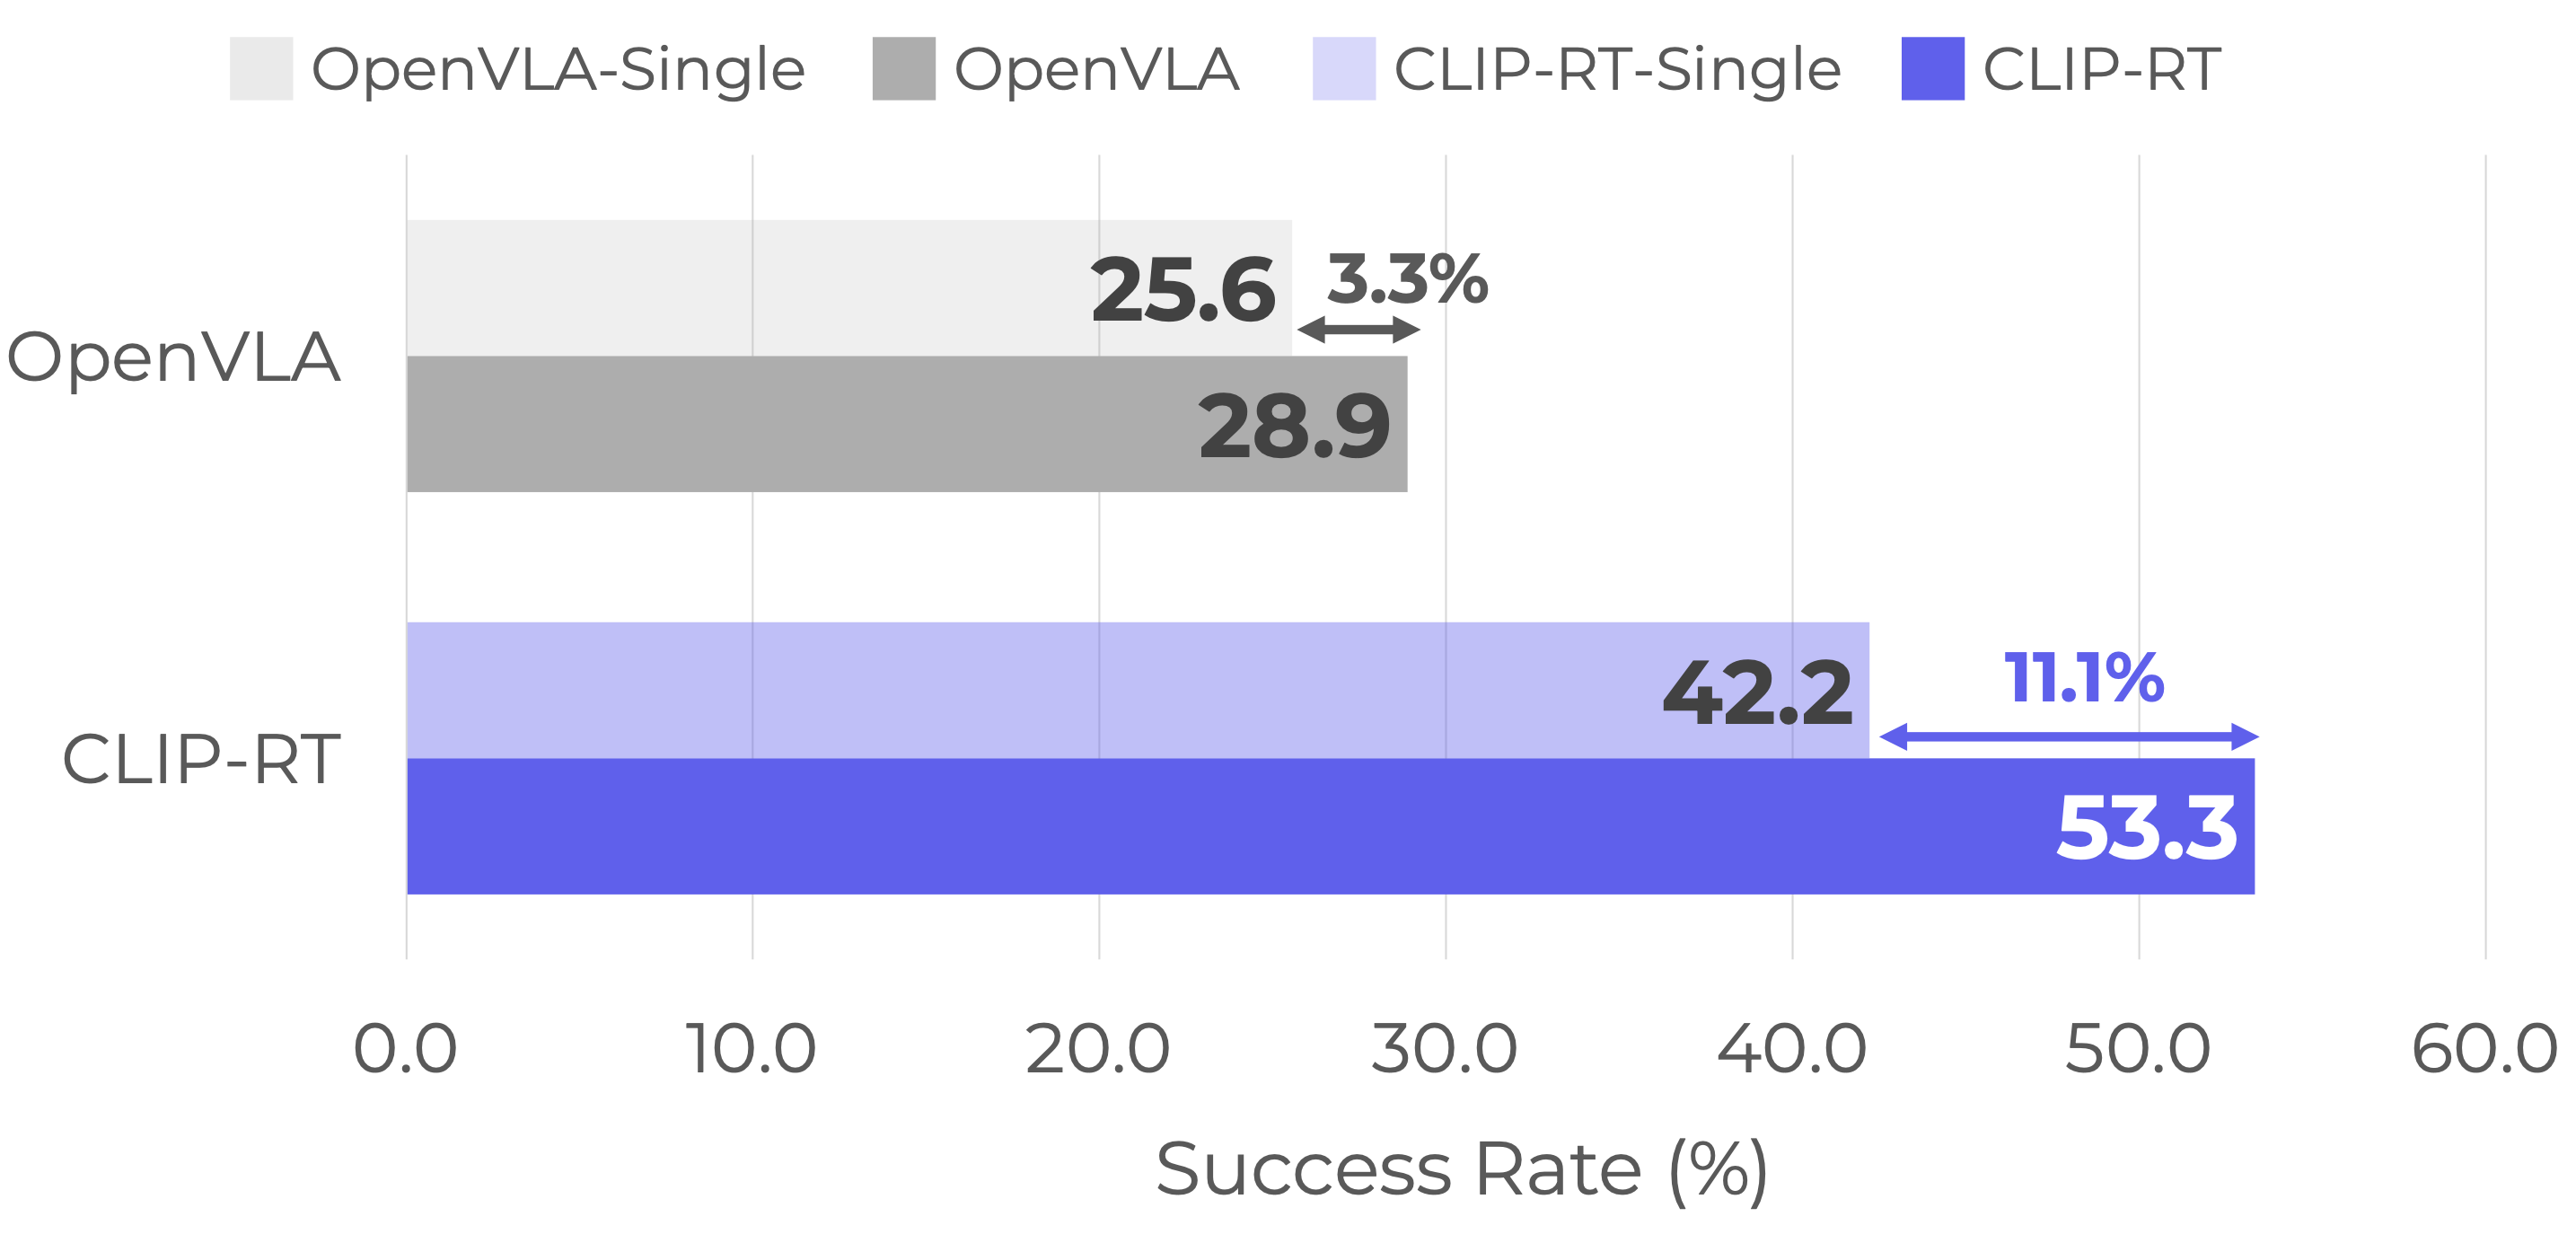 OpenVLA-Single OpenVLA CLIP-RT-Single CLIP-RT
25.6 3.3%
OpenVLA
28.9
42.2 11.1%
CLIP-RT
53.3
0.0 10.0 20.0 30.0 40.0 50.0 60.0
Success Rate (%)